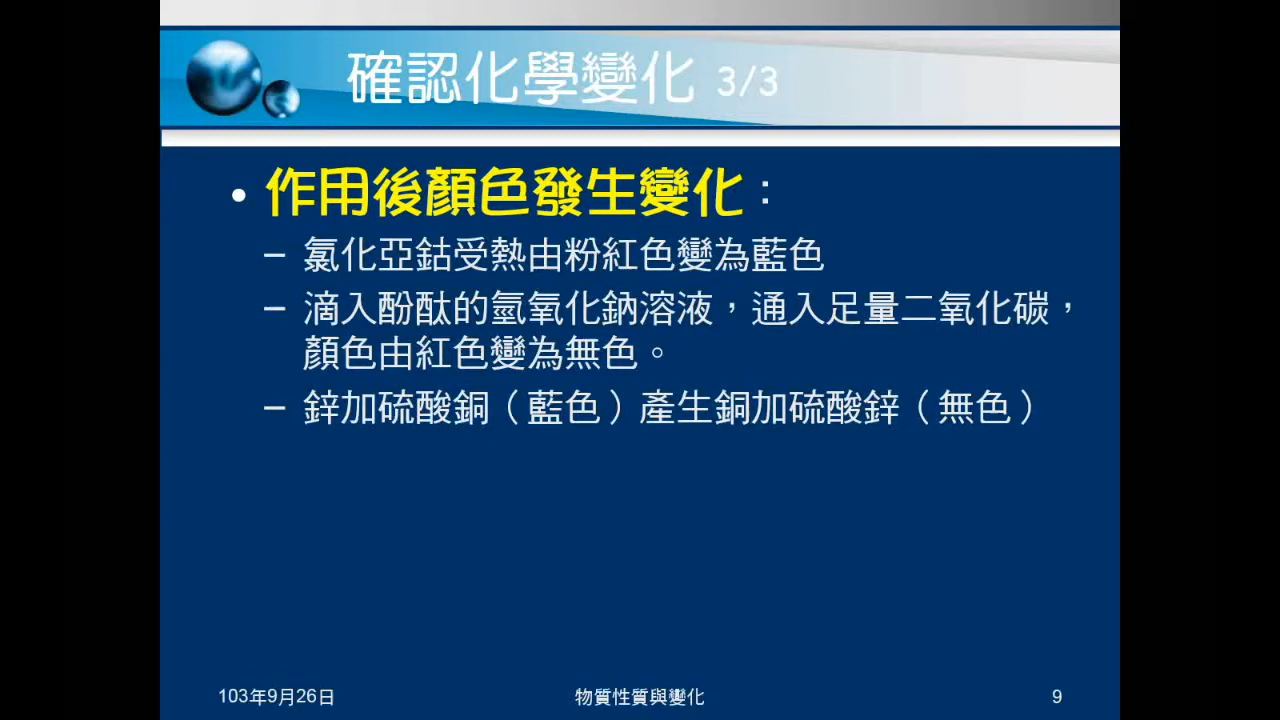 確認化學變化 3/3
• 作用後顏色發生變化：
– 氯化亞鈷受熱由粉紅色變為藍色
– 滴入酚酞的氫氧化鈉溶液，通入足量二氧化碳，
顏色由紅色變為無色。
– 鋅加硫酸銅（藍色）產生銅加硫酸鋅（無色）
103年9月26日
物質性質與變化
9